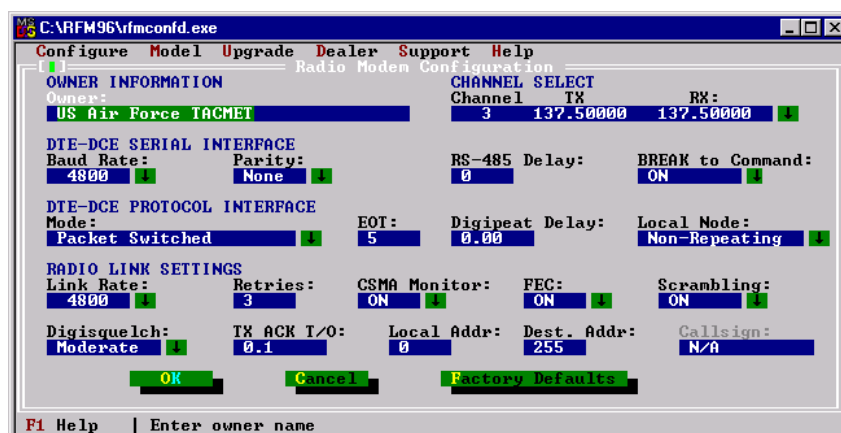 C:\RFM96\rfmconfd.exe
Configure Model Upgrade Dealer Support Help
Radio Modem Configuration
OWNER INFORMATION CHANNEL SELECT
Owner: Channel TX RX:
US Air Force TACMET 3 137.50000 137.50000
DTE-DCE SERIAL INTERFACE
Baud Rate: Parity: RS-485 Delay: BREAK to Command:
4800 None 0 ON
DTE-DCE PROTOCOL INTERFACE
Mode: EOT: Digipeat Delay: Local Node:
Packet Switched 5 0.00 Non-Repeating
RADIO LINK SETTINGS
Link Rate: Retries: CSMA Monitor: FEC: Scrambling:
4800 3 ON ON ON
Digisquelch: TX ACK T/O: Local Addr: Dest. Addr: Callsign:
Moderate 0.1 0 255 N/A
OK Cancel Factory Defaults
F1 Help | Enter owner name